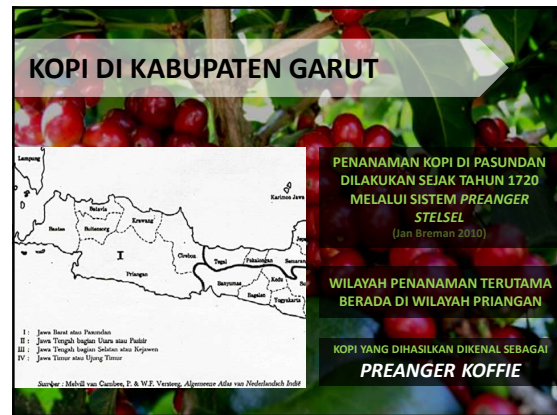 KOPI DI KABUPATEN GARUT
Lampung
Karimon Jawa
Batavia
Banten
Buitenzorg
Krawang
Cirebon
I
Priangan
Tegal
Pekalongan
Semarang
Banyumas
Kedu
Bagelen
Yogyakarta
I : Jawa Barat atau Pasundan
II : Jawa Tengah bagian Utara atau Pasisir
III : Jawa Tengah bagian Selatan atau Kejawen
IV : Jawa Timur atau Ujung Timur
Sumber : Melvill van Cambee, P. & W.F. Versteeg, Algemeene Atlas van Nederlandsch Indië
PENANAMAN KOPI DI PASUNDAN
DILAKUKAN SEJAK TAHUN 1720
MELALUI SISTEM PREANGER
STELSEL
(Jan Breman 2010)
WILAYAH PENANAMAN TERUTAMA
BERADA DI WILAYAH PRIANGAN
KOPI YANG DIHASILKAN DIKENAL SEBAGAI
PREANGER KOFFIE